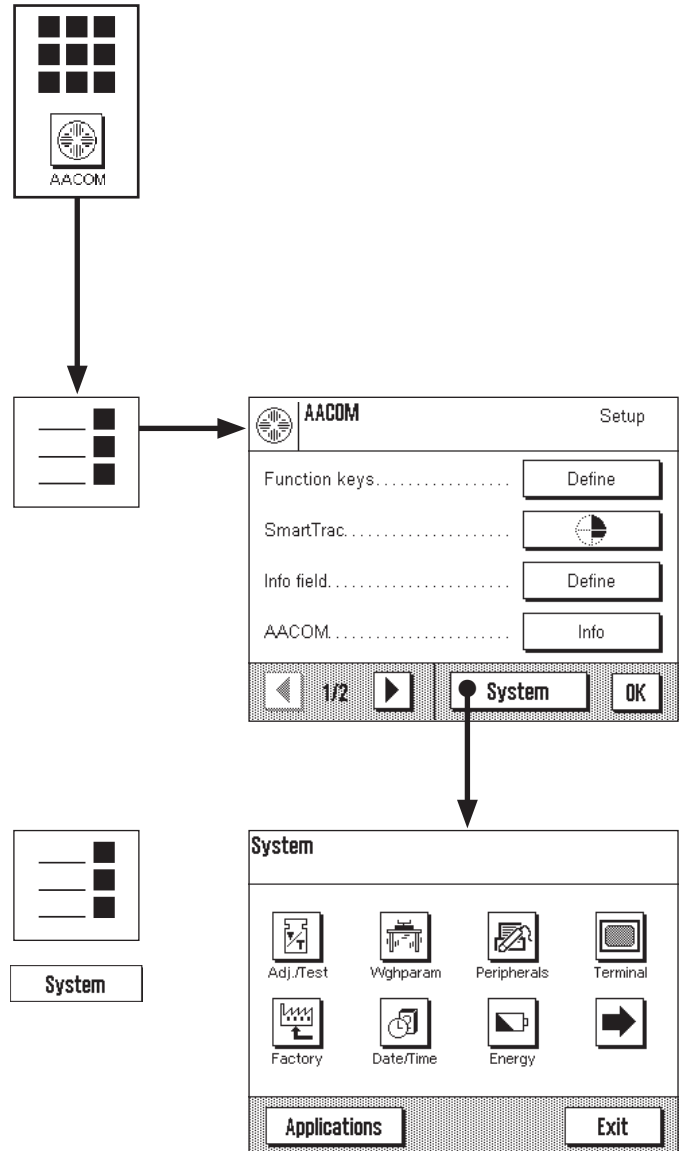 AACOM
AACOM
Setup
Function keys.................
Define
SmartTrac.....................
Info field.......................
Define
AACOM.......................
Info
1/2
System
OK
System
System
Adj./Test
Wghparam
Peripherals
Terminal
Factory
Date/Time
Energy
Applications
Exit